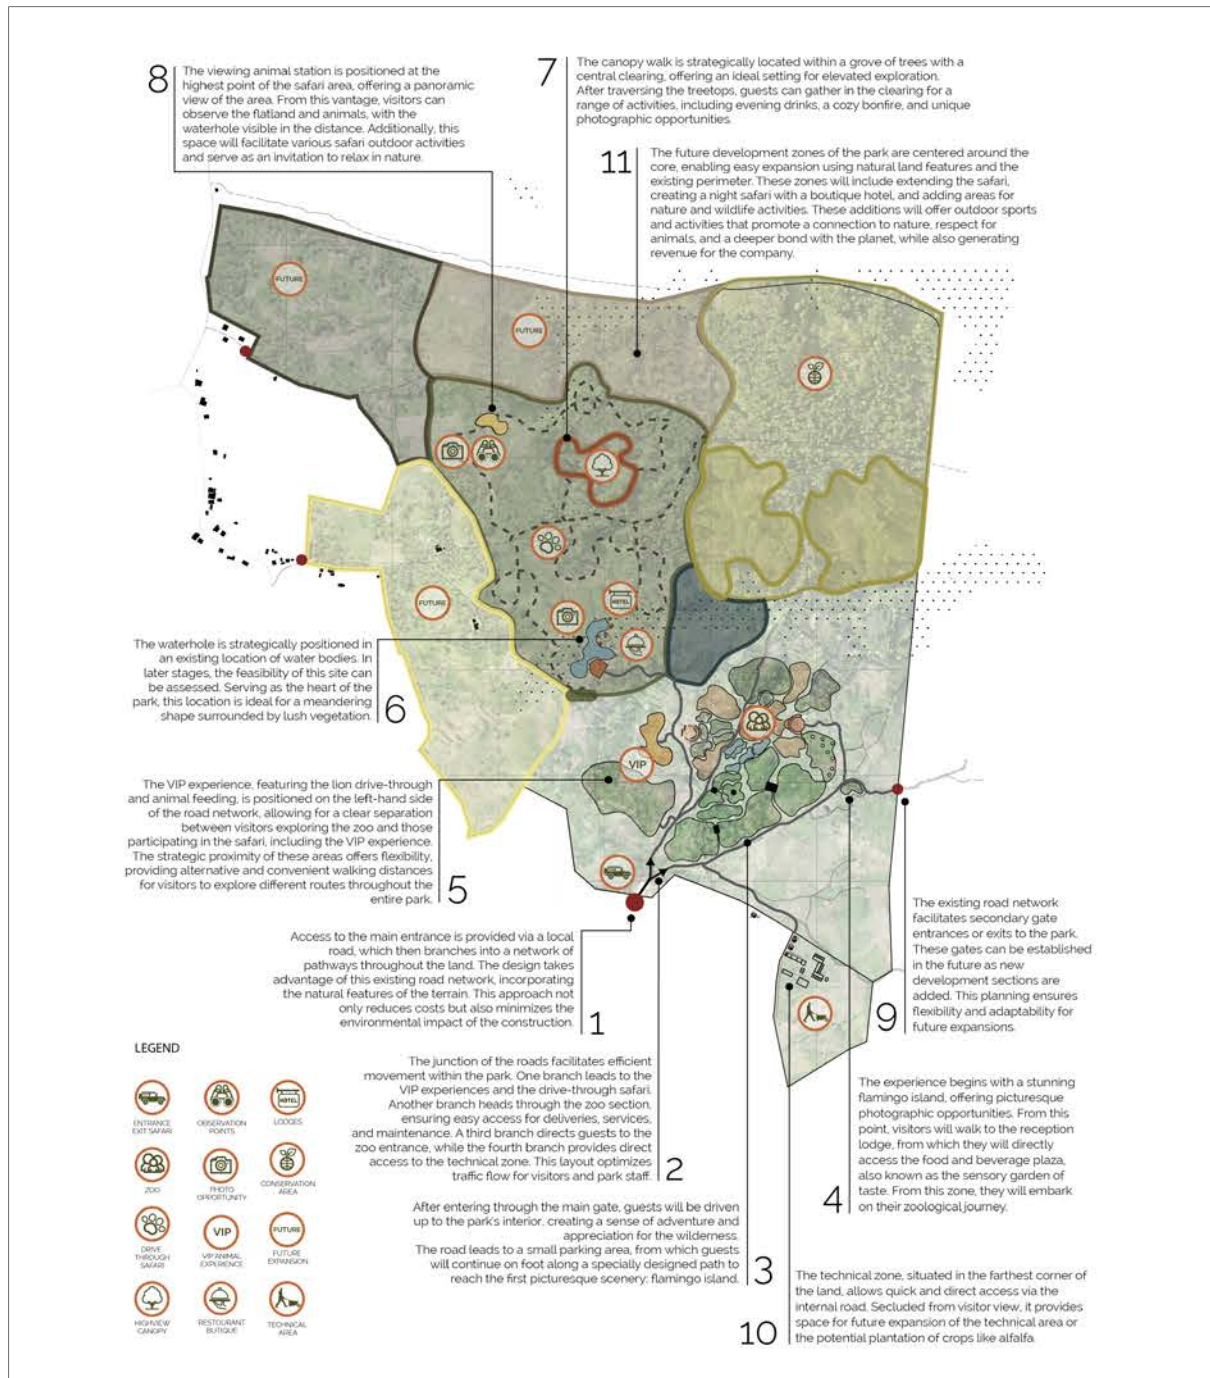 8
The viewing animal station is positioned at the
highest point of the safari area, offering a panoramic
view of the area. From this vantage, visitors can
observe the flatland and animals, with the
waterhole visible in the distance. Additionally, this
space will facilitate various safari outdoor activities
and serve as an invitation to relax in nature.
7
The canopy walk is strategically located within a grove of trees with a
central clearing, offering an ideal setting for elevated exploration.
After traversing the treetops, guests can gather in the clearing for a
range of activities, including evening drinks, a cozy bonfire, and unique
photographic opportunities.
11
The future development zones of the park are centered around the
core, enabling easy expansion using natural land features and the
existing perimeter. These zones will include extending the safari,
creating a night safari with a boutique hotel, and adding areas for
nature and wildlife activities. These additions will offer outdoor sports
and activities that promote a connection to nature, respect for
animals, and a deeper bond with the planet, while also generating
revenue for the company.
FUTURE
FUTURE
FUTURE
HOTEL
VIP
The waterhole is strategically positioned in
an existing location of water bodies. In
later stages, the feasibility of this site can
be assessed. Serving as the heart of the
park, this location is ideal for a meandering
shape surrounded by lush vegetation.
6
The VIP experience, featuring the lion drive-through
and animal feeding, is positioned on the left-hand side
of the road network, allowing for a clear separation
between visitors exploring the zoo and those
participating in the safari, including the VIP experience.
The strategic proximity of these areas offers flexibility,
providing alternative and convenient walking distances
for visitors to explore different routes throughout the
entire park.
5
Access to the main entrance is provided via a local
road, which then branches into a network of
pathways throughout the land. The design takes
advantage of this existing road network, incorporating
the natural features of the terrain. This approach not
only reduces costs but also minimizes the
environmental impact of the construction.
1
The existing road network
facilitates secondary gate
entrances or exits to the park.
These gates can be established
in the future as new
development sections are
added. This planning ensures
flexibility and adaptability for
future expansions.
9
The junction of the roads facilitates efficient
movement within the park. One branch leads to the
VIP experiences and the drive-through safari.
Another branch heads through the zoo section,
ensuring easy access for deliveries, services,
and maintenance. A third branch directs guests to the
zoo entrance, while the fourth branch provides direct
access to the technical zone. This layout optimizes
traffic flow for visitors and park staff.
2
The experience begins with a stunning
flamingo island, offering picturesque
photographic opportunities. From this
point, visitors will walk to the reception
lodge, from which they will directly
access the food and beverage plaza,
also known as the sensory garden of
taste. From this zone, they will embark
on their zoological journey.
4
After entering through the main gate, guests will be driven
up to the park's interior, creating a sense of adventure and
appreciation for the wilderness.
The road leads to a small parking area, from which guests
will continue on foot along a specially designed path to
reach the first picturesque scenery: flamingo island.
3
The technical zone, situated in the farthest corner of
the land, allows quick and direct access via the
internal road. Secluded from visitor view, it provides
space for future expansion of the technical area or
the potential plantation of crops like alfalfa.
10
LEGEND
ENTRANCE
EXIT SAFARI
OBSERVATION
POINTS
HOTEL
LODGES
ZOO
PHOTO
OPPORTUNITY
CONSERVATION
AREA
DRIVE
THROUGH
SAFARI
VIP
VIP ANIMAL
EXPERIENCE
FUTURE
FUTURE
EXPANSION
HIGHVIEW
CANOPY
RESTOURANT
BUTIQUE
TECHNICAL
AREA